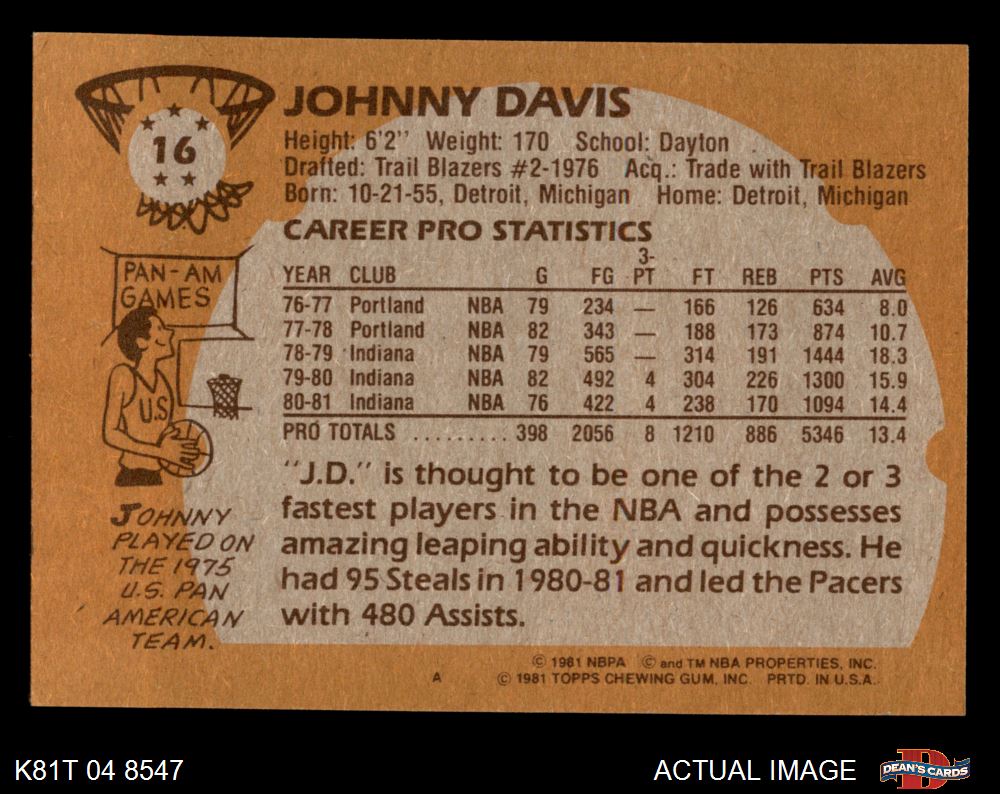 16
JOHNNY DAVIS
Height: 6'2" Weight: 170 School: Dayton
Drafted: Trail Blazers #2-1976 Acq.: Trade with Trail Blazers
Born: 10-21-55, Detroit, Michigan Home: Detroit, Michigan
CAREER PRO STATISTICS
YEAR CLUB G FG 3-PT FT REB PTS AVG
76-77 Portland NBA 79 234 — 166 126 634 8.0
77-78 Portland NBA 82 343 — 188 173 874 10.7
78-79 Indiana NBA 79 565 — 314 191 1444 18.3
79-80 Indiana NBA 82 492 4 304 226 1300 15.9
80-81 Indiana NBA 76 422 4 238 170 1094 14.4
PRO TOTALS ......... 398 2056 8 1210 886 5346 13.4
"J.D." is thought to be one of the 2 or 3
fastest players in the NBA and possesses
amazing leaping ability and quickness. He
had 95 Steals in 1980-81 and led the Pacers
with 480 Assists.
PAN-AM
GAMES
U.S.
JOHNNY
PLAYED ON
THE 1975
U.S. PAN
AMERICAN
TEAM.
© 1981 NBPA © and TM NBA PROPERTIES, INC.
A © 1981 TOPPS CHEWING GUM, INC. PRTD. IN U.S.A.
K81T 04 8547
ACTUAL IMAGE
D
DEAN'S CARDS